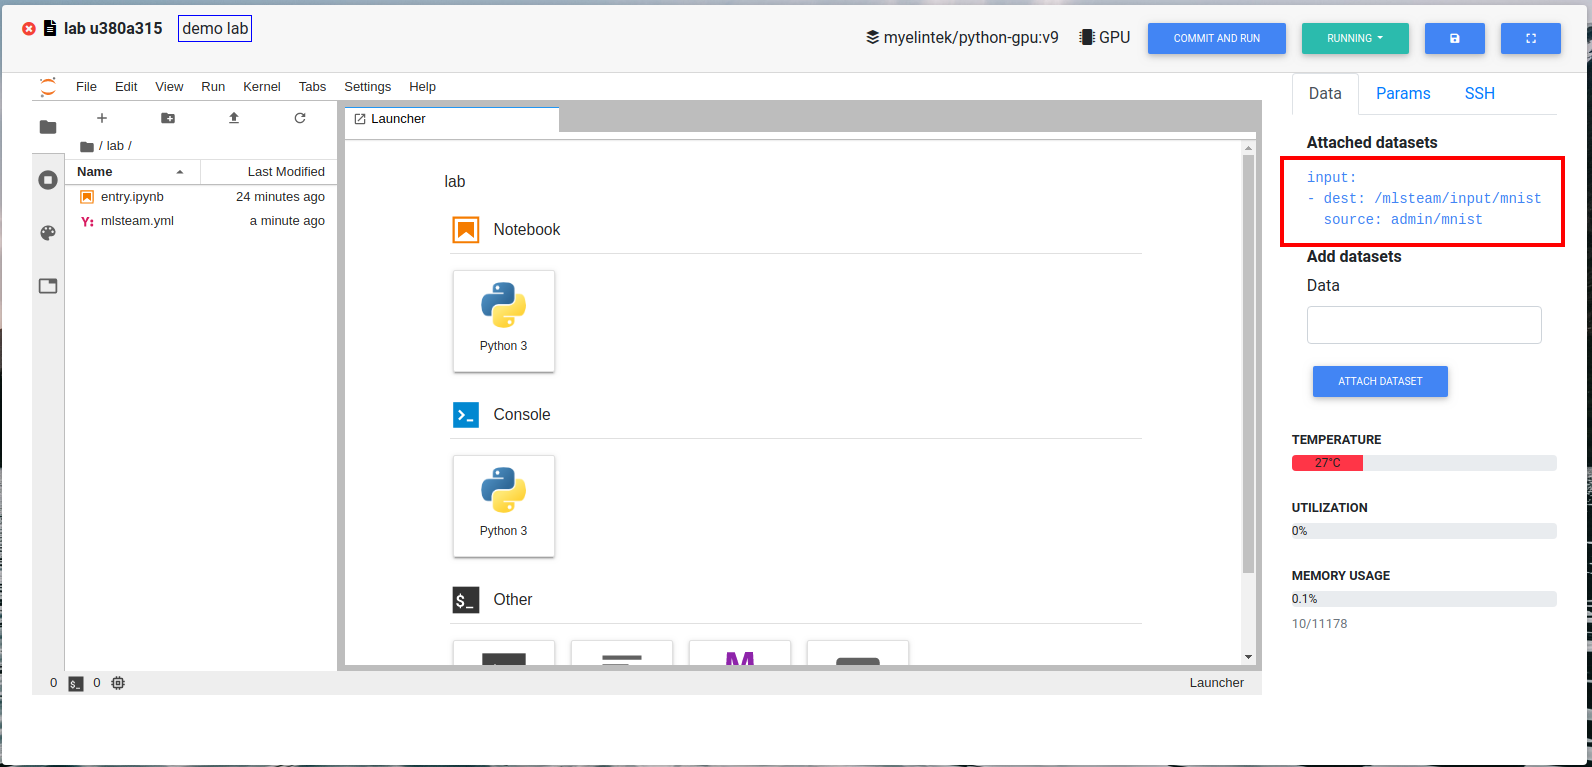 lab u380a315 demo lab
myelintek/python-gpu:v9 GPU COMMIT AND RUN RUNNING
File Edit View Run Kernel Tabs Settings Help
/ lab /
Name Last Modified
entry.ipynb 24 minutes ago
Y: mlsteam.yml a minute ago
Launcher
lab
Notebook
Python 3
>_ Console
Python 3
$_ Other
M
0 $_ 0
Launcher
Data Params SSH
Attached datasets
input:
- dest: /mlsteam/input/mnist
source: admin/mnist
Add datasets
Data
ATTACH DATASET
TEMPERATURE
27°C
UTILIZATION
0%
MEMORY USAGE
0.1%
10/11178